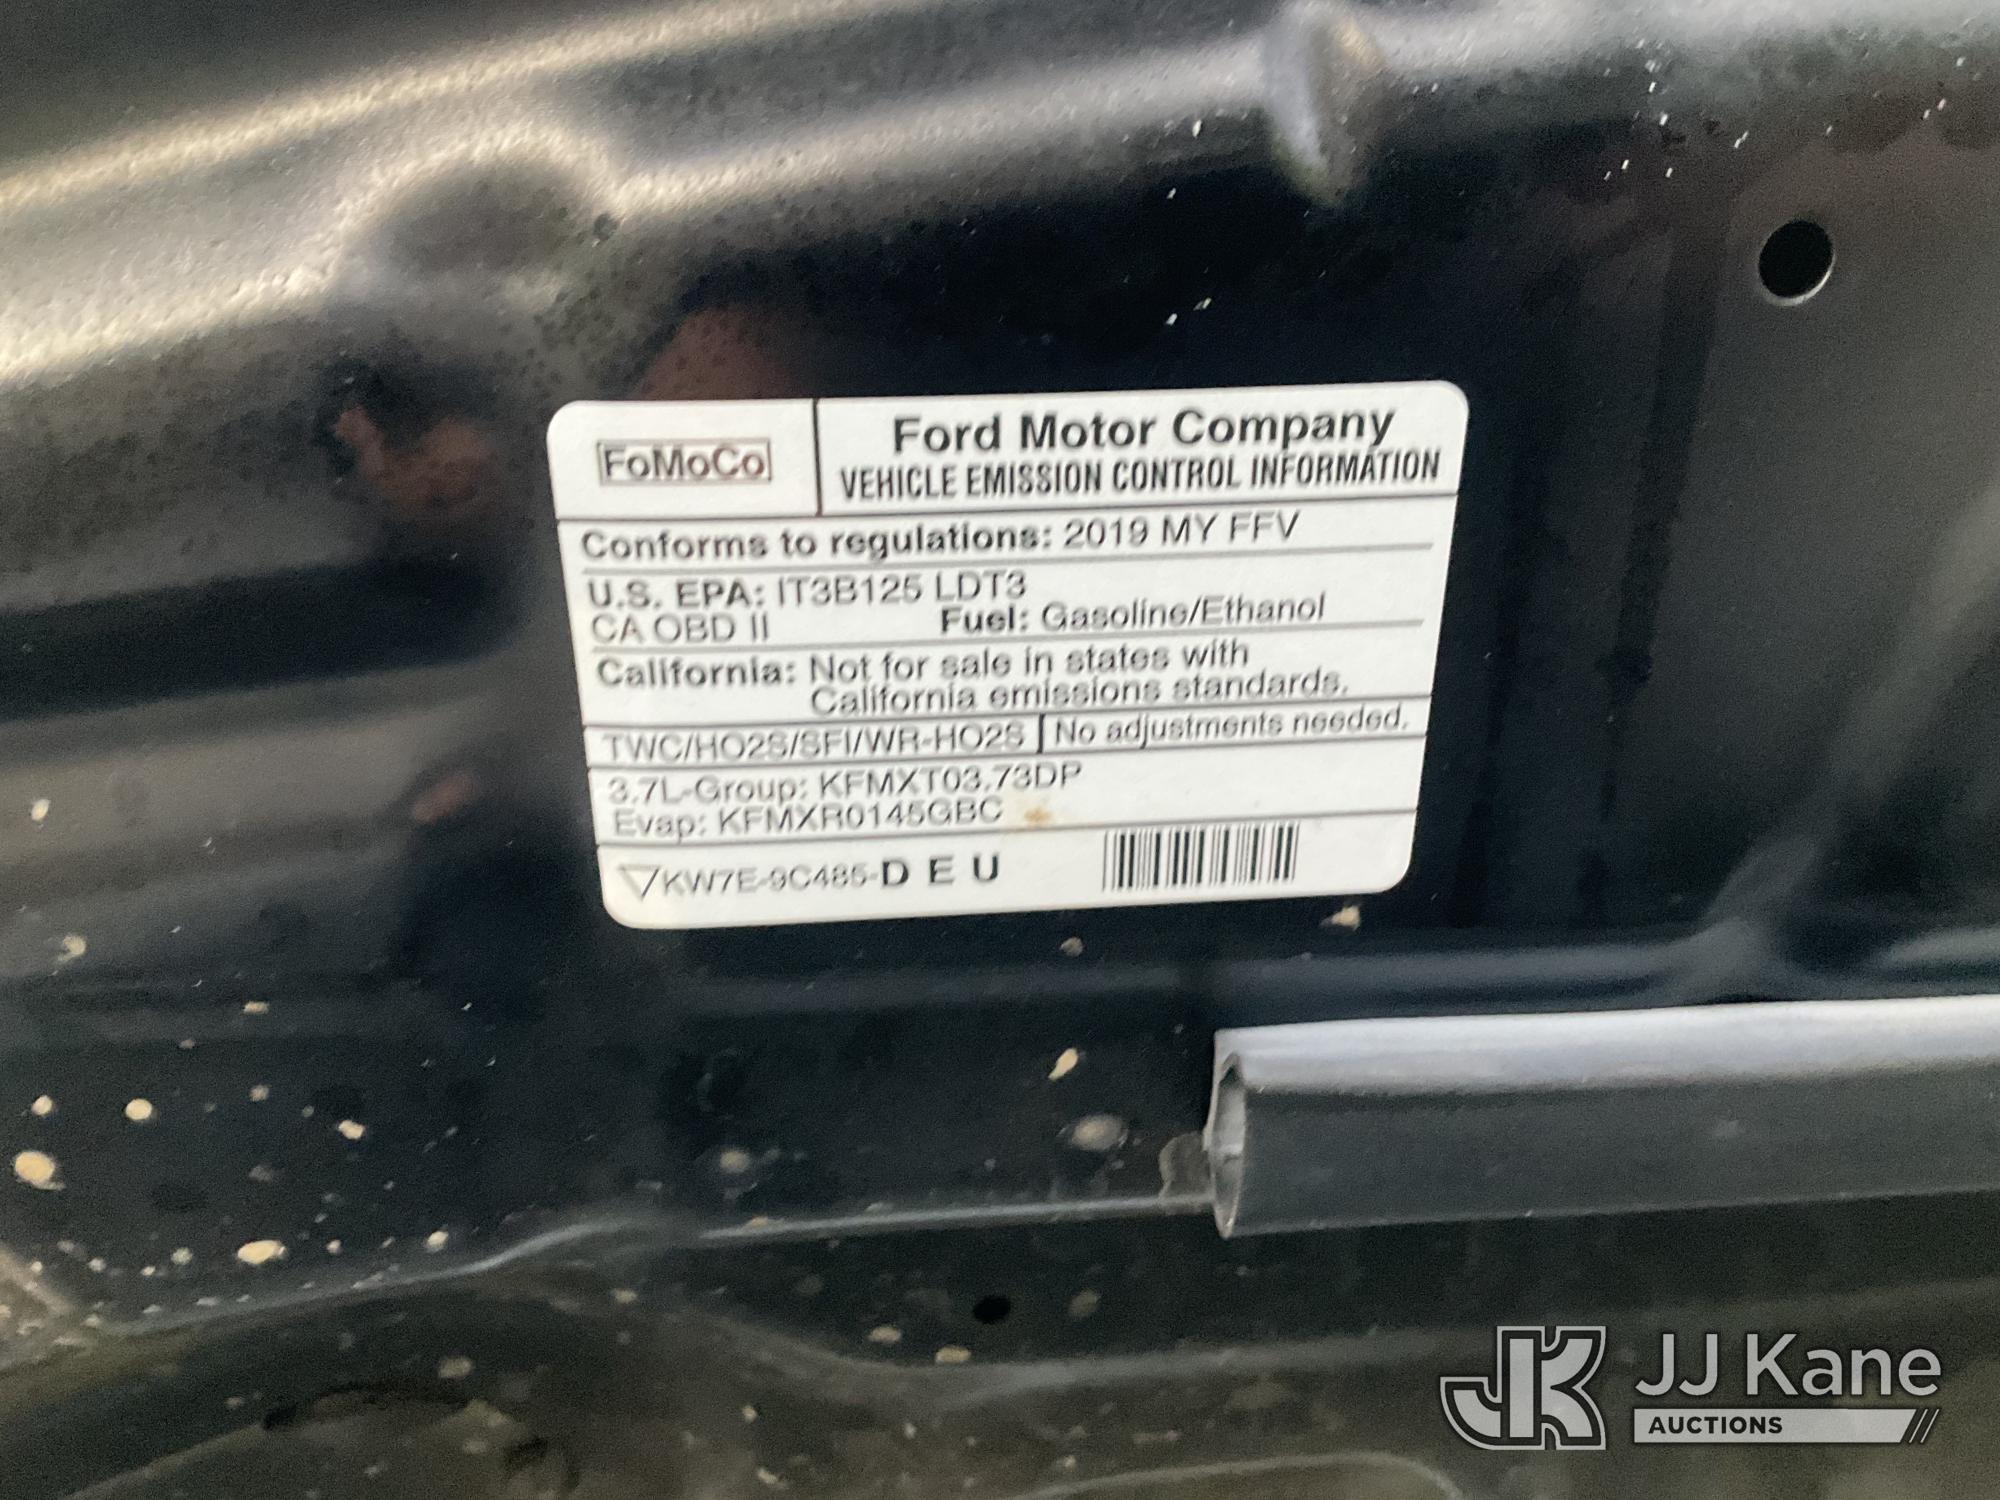 FoMoCo
Ford Motor Company
VEHICLE EMISSION CONTROL INFORMATION
Conforms to regulations: 2019 MY FFV
U.S. EPA: IT3B125 LDT3
CA OBD II Fuel: Gasoline/Ethanol
California: Not for sale in states with
California emissions standards.
TWC/HO2S/SFI/WR-HO2S No adjustments needed.
3.7L-Group: KFMXT03.73DP
Evap: KFMXR0145GBC
KW7E-9C485-D E U
JK JJ Kane
AUCTIONS